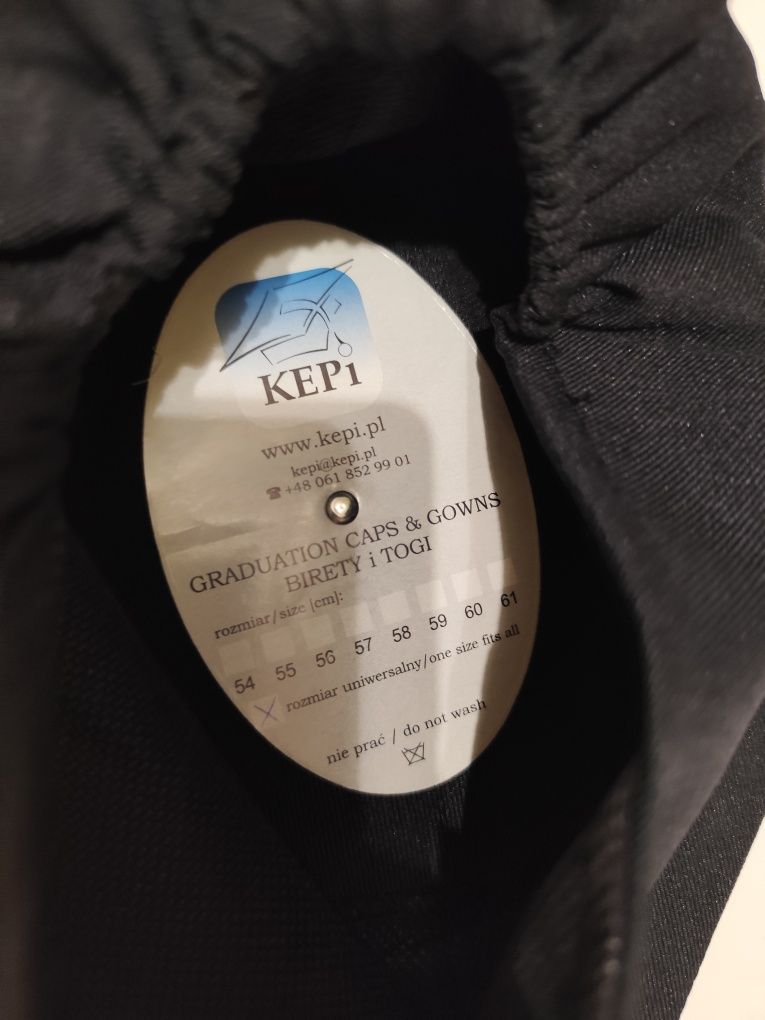 KEPi
www.kepi.pl
kepi@kepi.pl
☎+48 061 852 99 01
GRADUATION CAPS & GOWNS
BIRETY i TOGI
rozmiar/size [cm]:
54 55 56 57 58 59 60 61
rozmiar uniwersalny/one size fits all
nie prać / do not wash